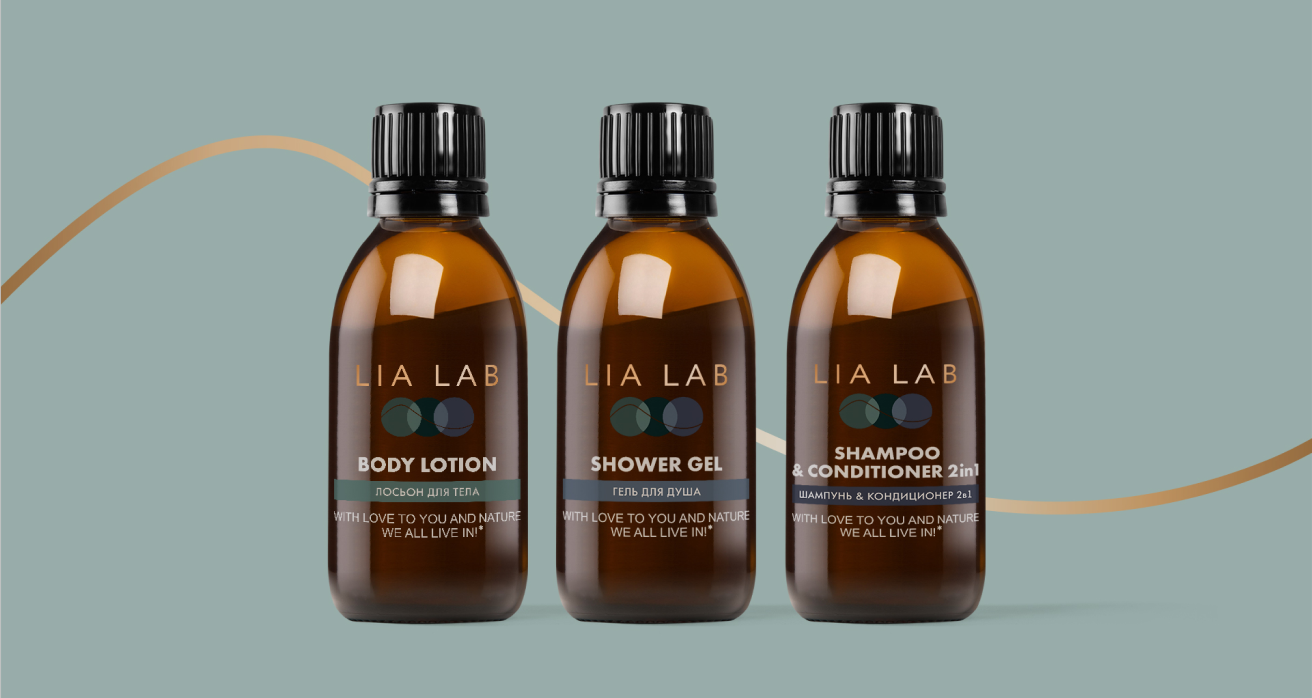 LIA LAB
BODY LOTION
ЛОСЬОН ДЛЯ ТЕЛА
WITH LOVE TO YOU AND NATURE
WE ALL LIVE IN!*
LIA LAB
SHOWER GEL
ГЕЛЬ ДЛЯ ДУША
WITH LOVE TO YOU AND NATURE
WE ALL LIVE IN!*
LIA LAB
SHAMPOO
& CONDITIONER 2in1
ШАМПУНЬ & КОНДИЦИОНЕР 2в1
WITH LOVE TO YOU AND NATURE
WE ALL LIVE IN!*